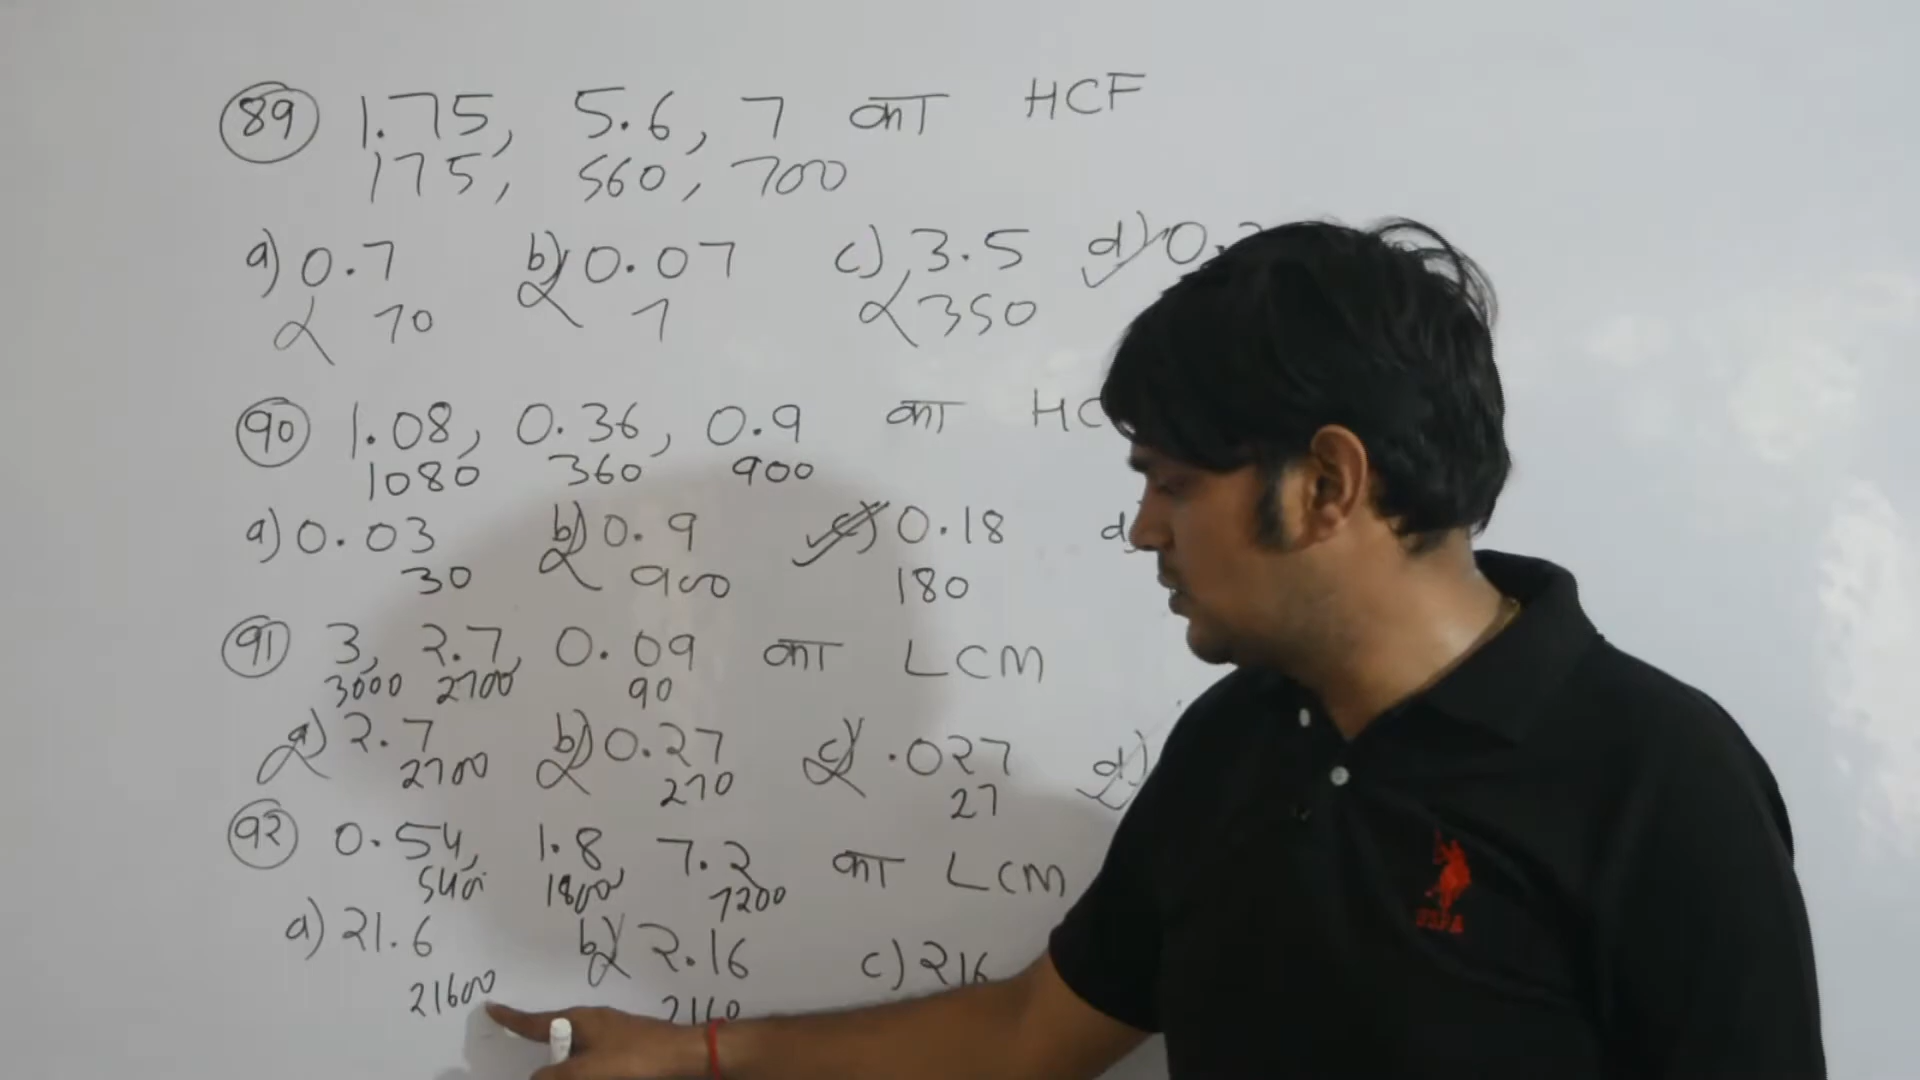 89 1.75, 5.6, 7 का HCF
175, 560, 700
a) 0.7 b) 0.07 c) 3.5 d) 0.
70 7 350
90 1.08, 0.36, 0.9 का HC
1080 360 900
a) 0.03 b) 0.9 c) 0.18 d)
30 900 180
91 3, 2.7, 0.09 का LCM
3000 2700 90
a) 2.7 b) 0.27 c) .027 d)
2700 270 27
92 0.54, 1.8, 7.2 का LCM
540 1800 7200
a) 21.6 b) 2.16 c) 216
21600 2160